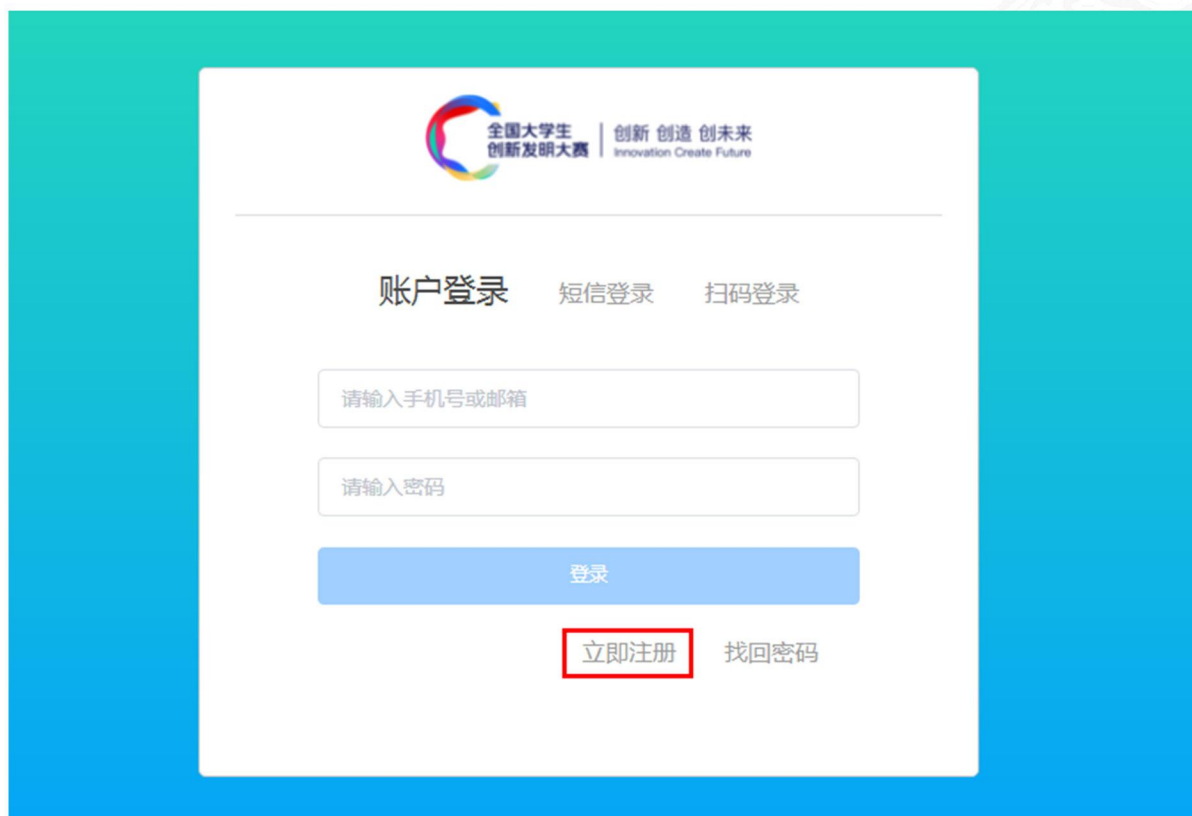 全国大学生
创新发明大赛
创新 创造 创未来
Innovation Create Future
账户登录 短信登录 扫码登录
请输入手机号或邮箱
请输入密码
登录
立即注册 找回密码